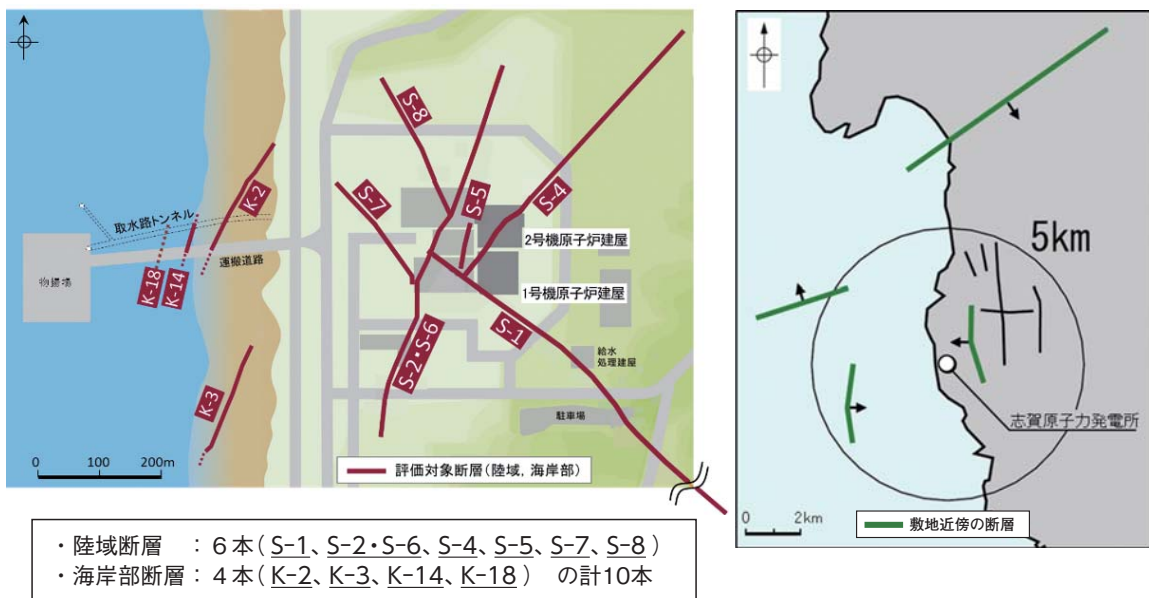 S-8
S-7
S-5
S-4
K-2
取水路トンネル
2号機原子炉建屋
運搬道路
物揚場
K-18
K-14
1号機原子炉建屋
S-1
S-2・S-6
給水
処理建屋
K-3
駐車場
0 100 200m
評価対象断層(陸域, 海岸部)
・陸域断層 : 6本(S-1、S-2・S-6、S-4、S-5、S-7、S-8)
・海岸部断層: 4本(K-2、K-3、K-14、K-18) の計10本
5km
志賀原子力発電所
0 2km
敷地近傍の断層